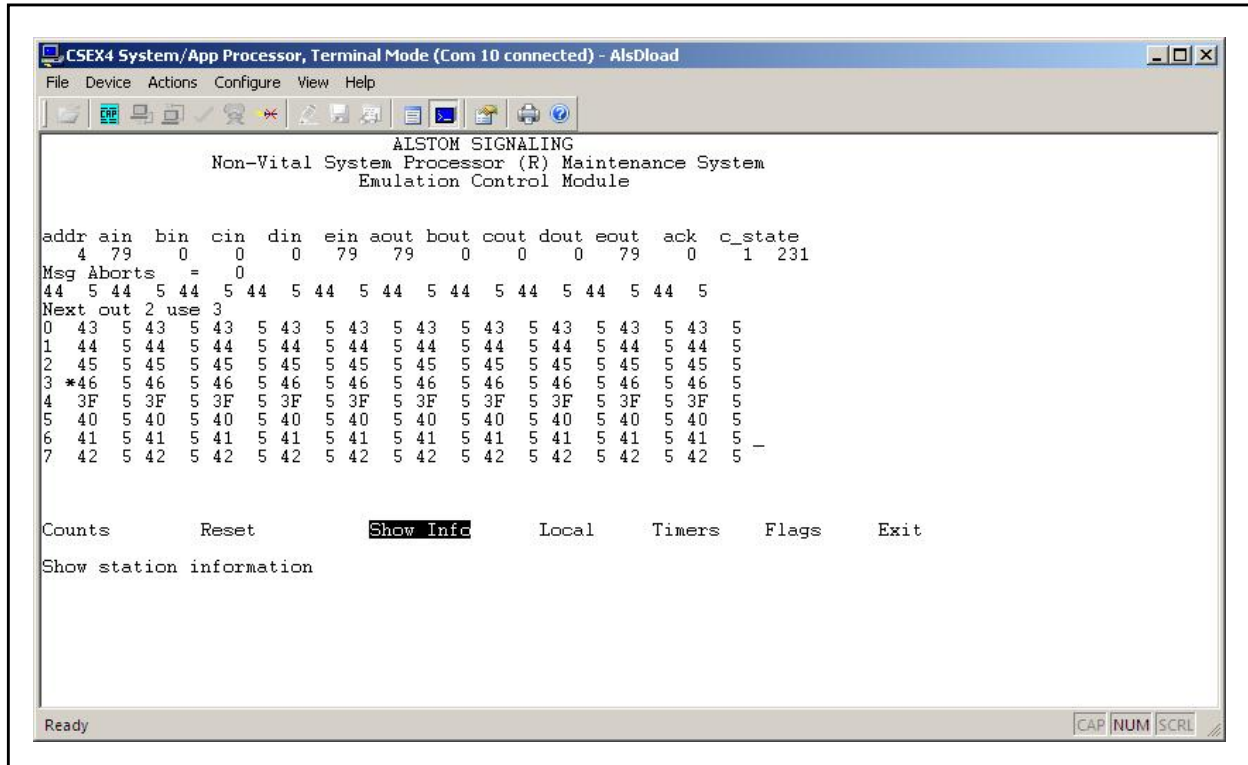 CSEX4 System/App Processor, Terminal Mode (Com 10 connected) - AlsDload
File Device Actions Configure View Help
CAP
ALSTOM SIGNALING
Non-Vital System Processor (R) Maintenance System
Emulation Control Module
addr ain bin cin din ein aout bout cout dout eout ack c_state
4 79 0 0 0 79 79 0 0 0 79 0 1 231
Msg Aborts = 0
44 5 44 5 44 5 44 5 44 5 44 5 44 5 44 5 44 5 44 5
Next out 2 use 3
0 43 5 43 5 43 5 43 5 43 5 43 5 43 5 43 5 43 5 43 5
1 44 5 44 5 44 5 44 5 44 5 44 5 44 5 44 5 44 5 44 5
2 45 5 45 5 45 5 45 5 45 5 45 5 45 5 45 5 45 5 45 5
3 *46 5 46 5 46 5 46 5 46 5 46 5 46 5 46 5 46 5 46 5
4 3F 5 3F 5 3F 5 3F 5 3F 5 3F 5 3F 5 3F 5 3F 5 3F 5
5 40 5 40 5 40 5 40 5 40 5 40 5 40 5 40 5 40 5 40 5
6 41 5 41 5 41 5 41 5 41 5 41 5 41 5 41 5 41 5 41 5 _
7 42 5 42 5 42 5 42 5 42 5 42 5 42 5 42 5 42 5 42 5
Counts Reset Show Info Local Timers Flags Exit
Show station information
Ready CAP NUM SCRL